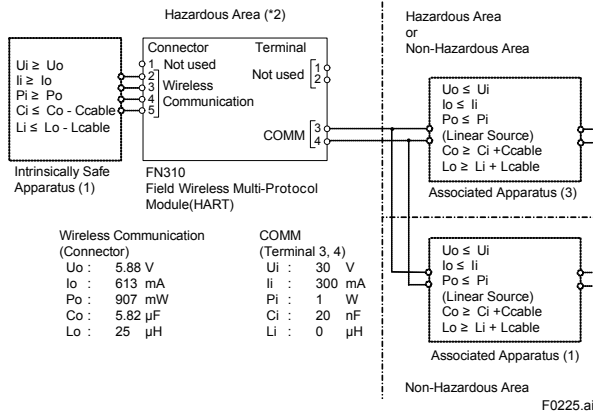 Hazardous Area (*2)
Hazardous Area
or
Non-Hazardous Area
Ui ≥ Uo
Ii ≥ Io
Pi ≥ Po
Ci ≤ Co - Ccable
Li ≤ Lo - Lcable
Intrinsically Safe
Apparatus (1)
Connector
1 Not used
2
3
4
5
Wireless
Communication
Terminal
Not used
1
2
COMM
3
4
FN310
Field Wireless Multi-Protocol
Module(HART)
Uo ≤ Ui
Io ≤ Ii
Po ≤ Pi
(Linear Source)
Co ≥ Ci +Ccable
Lo ≥ Li + Lcable
Associated Apparatus (3)
Wireless Communication
(Connector)
Uo : 5.88 V
Io : 613 mA
Po : 907 mW
Co : 5.82 µF
Lo : 25 µH
COMM
(Terminal 3, 4)
Ui : 30 V
Ii : 300 mA
Pi : 1 W
Ci : 20 nF
Li : 0 µH
Uo ≤ Ui
Io ≤ Ii
Po ≤ Pi
(Linear Source)
Co ≥ Ci +Ccable
Lo ≥ Li + Lcable
Associated Apparatus (1)
Non-Hazardous Area
F0225.ai